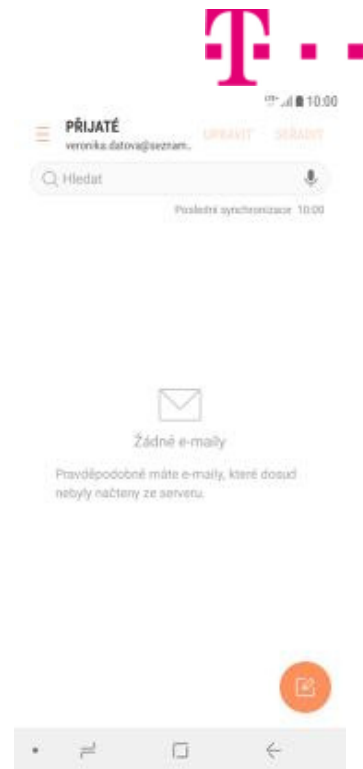 T
LTE+ 10:00
PŘIJATÉ
UPRAVIT SEŘADIT
veronika.datova@seznam..
Hledat
Poslední synchronizace 10:00
Žádné e-maily
Pravděpodobně máte e-maily, které dosud
nebyly načteny ze serveru.